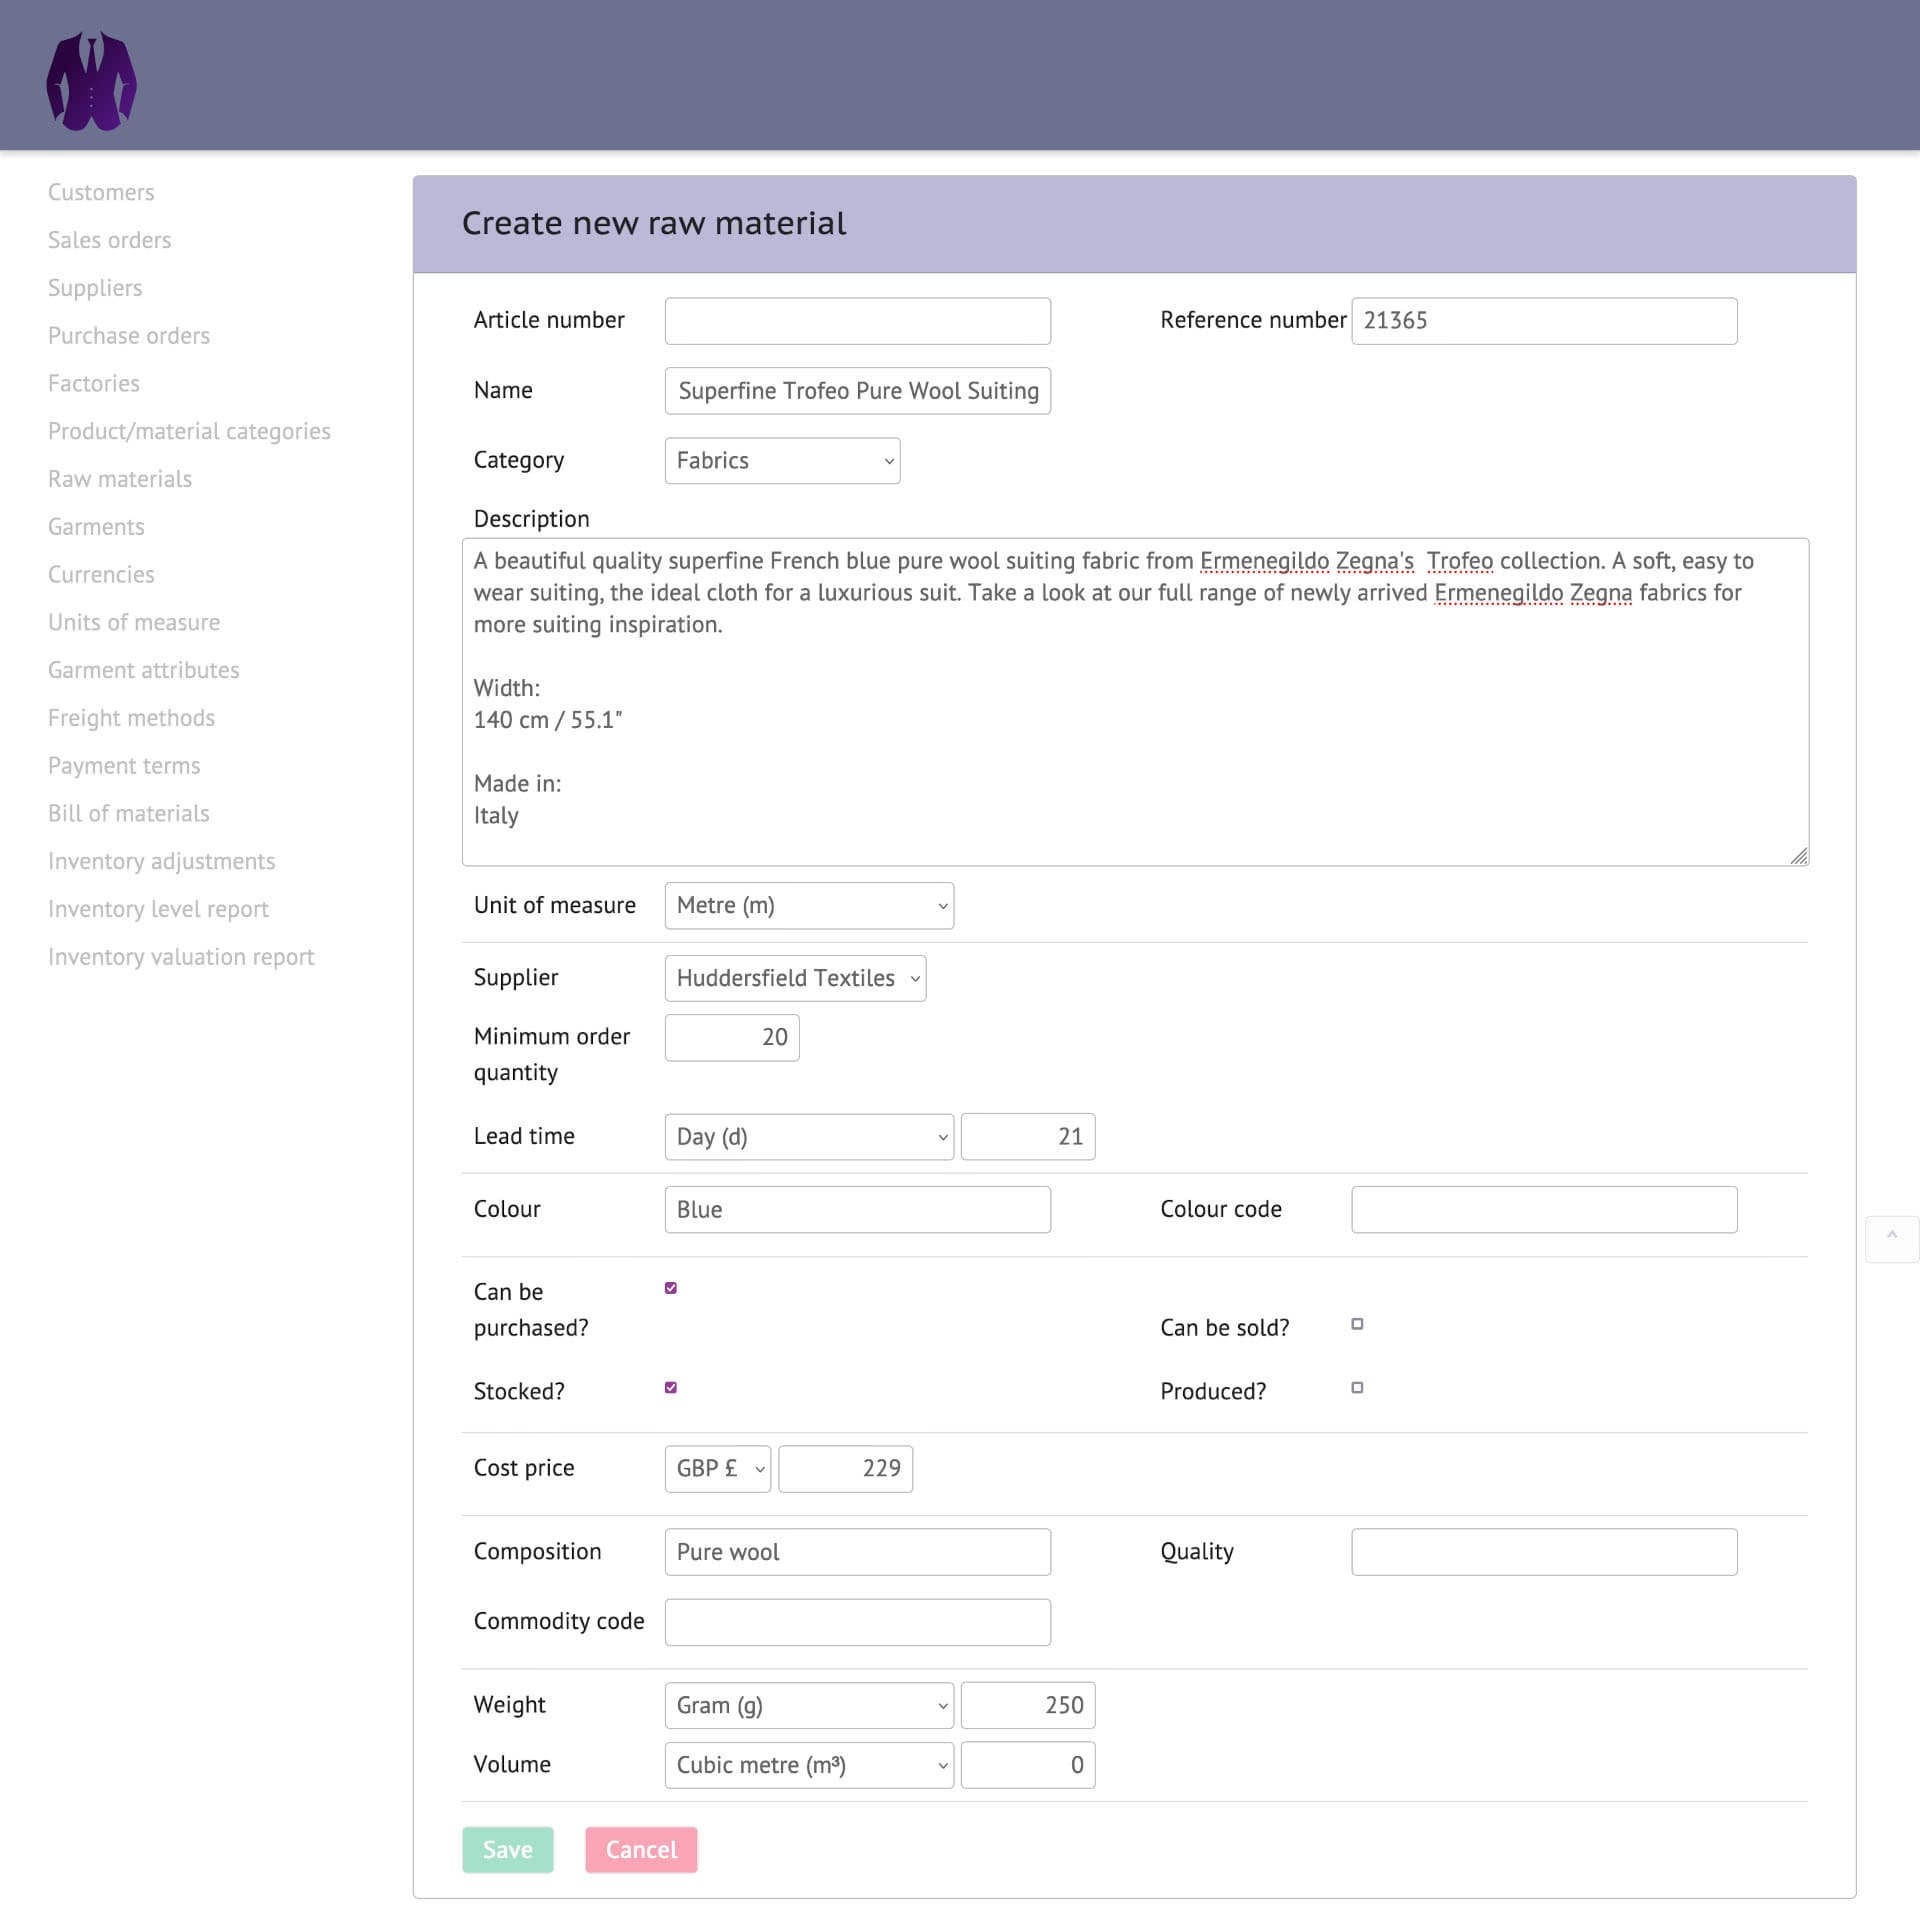 Customers
Sales orders
Suppliers
Purchase orders
Factories
Product/material categories
Raw materials
Garments
Currencies
Units of measure
Garment attributes
Freight methods
Payment terms
Bill of materials
Inventory adjustments
Inventory level report
Inventory valuation report
Create new raw material
Article number
Reference number 21365
Name Superfine Trofeo Pure Wool Suiting
Category Fabrics
Description
A beautiful quality superfine French blue pure wool suiting fabric from Ermenegildo Zegna's  Trofeo collection. A soft, easy to
wear suiting, the ideal cloth for a luxurious suit. Take a look at our full range of newly arrived Ermenegildo Zegna fabrics for
more suiting inspiration.
Width:
140 cm / 55.1"
Made in:
Italy
Unit of measure Metre (m)
Supplier Huddersfield Textiles
Minimum order
quantity
20
Lead time Day (d) 21
Colour Blue
Colour code
Can be
purchased?
Can be sold?
Stocked?
Produced?
Cost price GBP £ 229
Composition Pure wool
Quality
Commodity code
Weight Gram (g) 250
Volume Cubic metre (m³) 0
Save Cancel